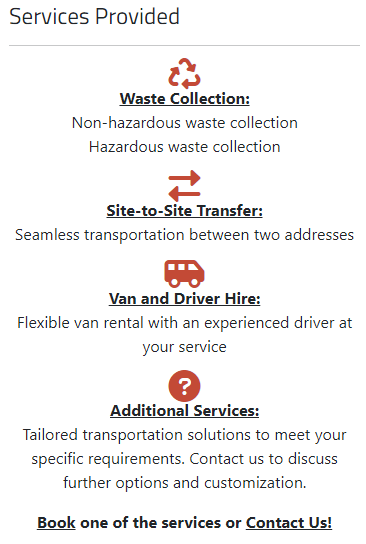 Services Provided
Waste Collection:
Non-hazardous waste collection
Hazardous waste collection
Site-to-Site Transfer:
Seamless transportation between two addresses
Van and Driver Hire:
Flexible van rental with an experienced driver at
your service
?
Additional Services:
Tailored transportation solutions to meet your
specific requirements. Contact us to discuss
further options and customization.
Book one of the services or Contact Us!